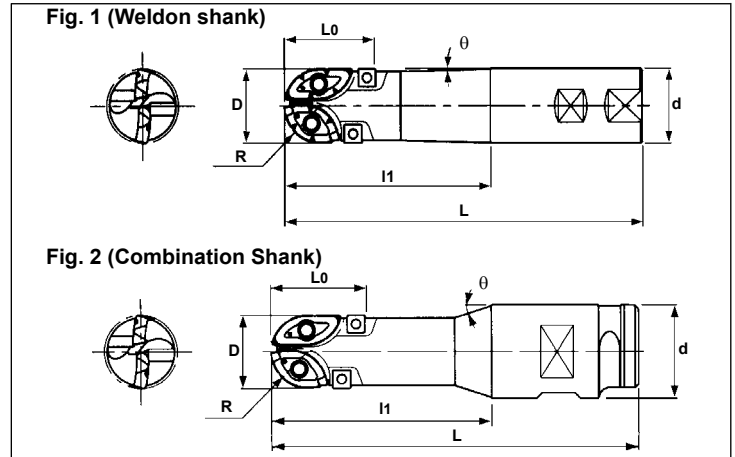 Fig. 1 (Weldon shank)
L0
θ
D
d
R
l1
L
Fig. 2 (Combination Shank)
L0
θ
D
d
R
l1
L